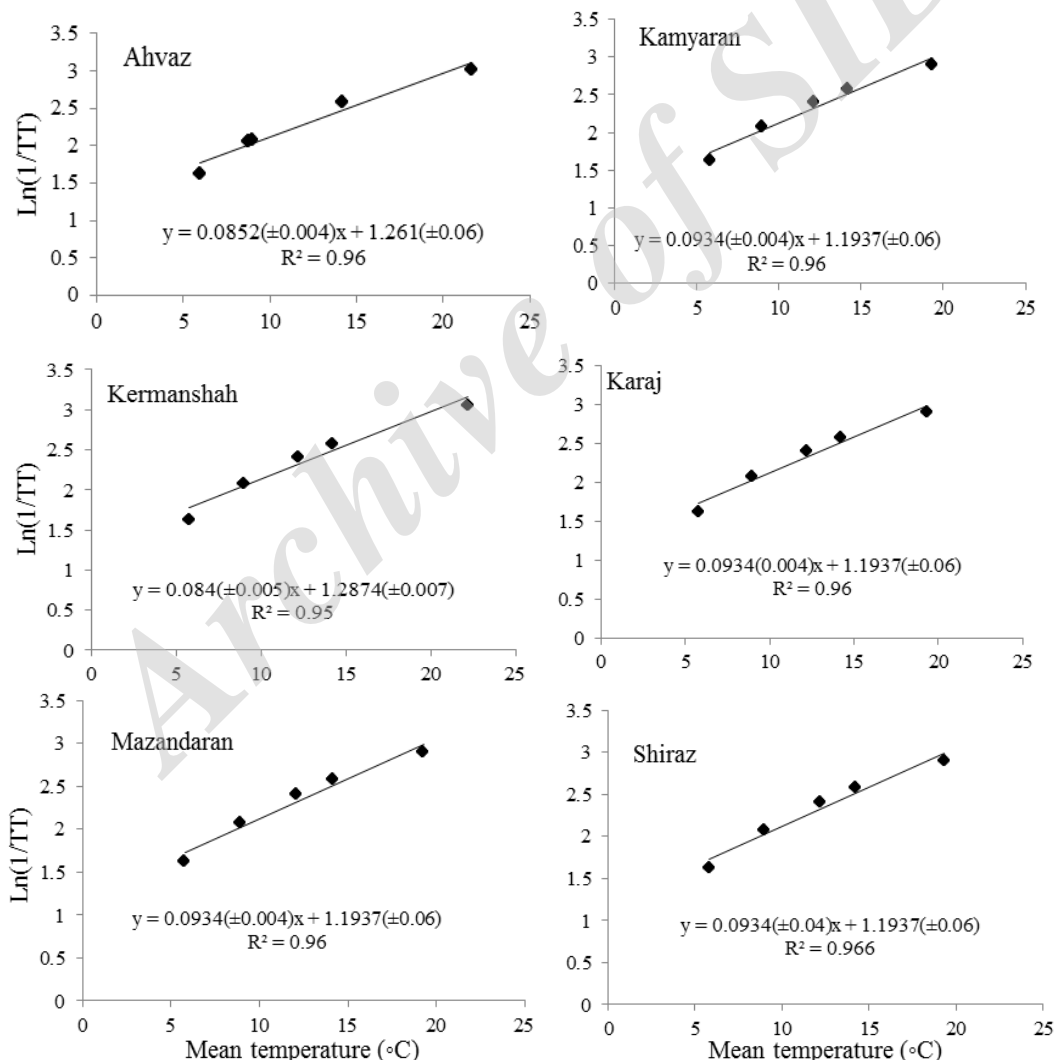 Ahvaz
Ln(1/TT)
3.5
3
2.5
2
1.5
1
0.5
0
y = 0.0852(±0.004)x + 1.261(±0.06)
R² = 0.96
0 5 10 15 20 25
Kamyaran
3.5
3
2.5
2
1.5
1
0.5
0
y = 0.0934(±0.004)x + 1.1937(±0.06)
R² = 0.96
0 5 10 15 20 25
Kermanshah
Ln(1/TT)
3.5
3
2.5
2
1.5
1
0.5
0
y = 0.084(±0.005)x + 1.2874(±0.007)
R² = 0.95
0 5 10 15 20 25
Karaj
3.5
3
2.5
2
1.5
1
0.5
0
y = 0.0934(0.004)x + 1.1937(±0.06)
R² = 0.96
0 5 10 15 20 25
Mazandaran
Ln(1/TT)
3.5
3
2.5
2
1.5
1
0.5
0
y = 0.0934(±0.004)x + 1.1937(±0.06)
R² = 0.96
0 5 10 15 20 25
Mean temperature (◦C)
Shiraz
3.5
3
2.5
2
1.5
1
0.5
0
y = 0.0934(±0.04)x + 1.1937(±0.06)
R² = 0.966
0 5 10 15 20 25
Mean temperature (◦C)
Archive of